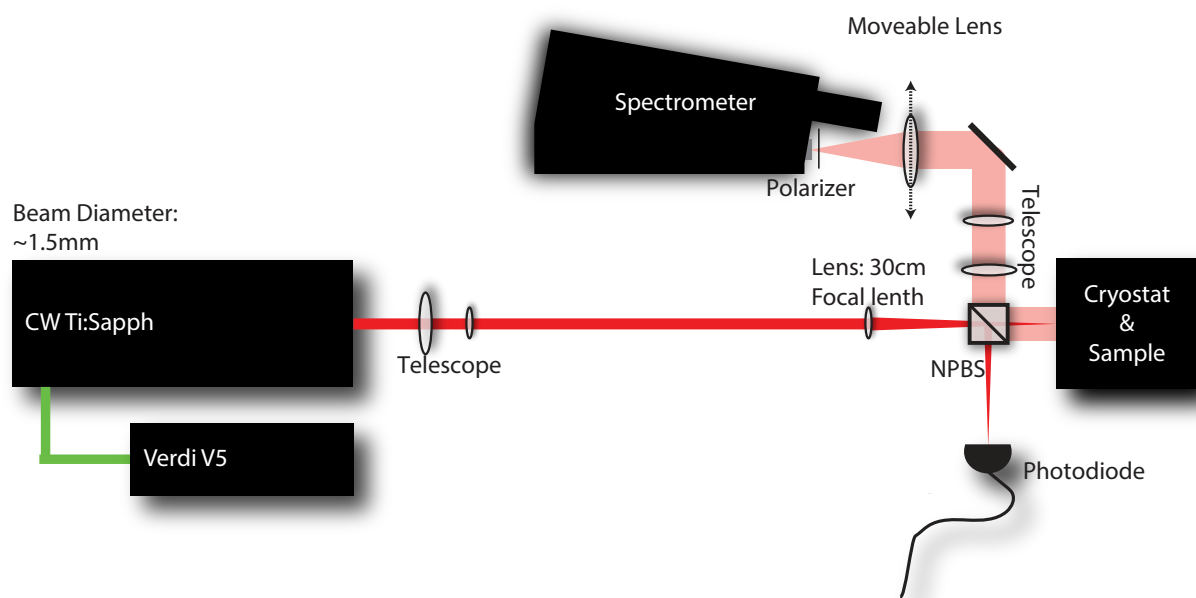 Moveable Lens
Spectrometer
Polarizer
Telescope
Beam Diameter:
~1.5mm
Lens: 30cm
Focal lenth
CW Ti:Sapph
Cryostat
&
Sample
Telescope
NPBS
Verdi V5
Photodiode